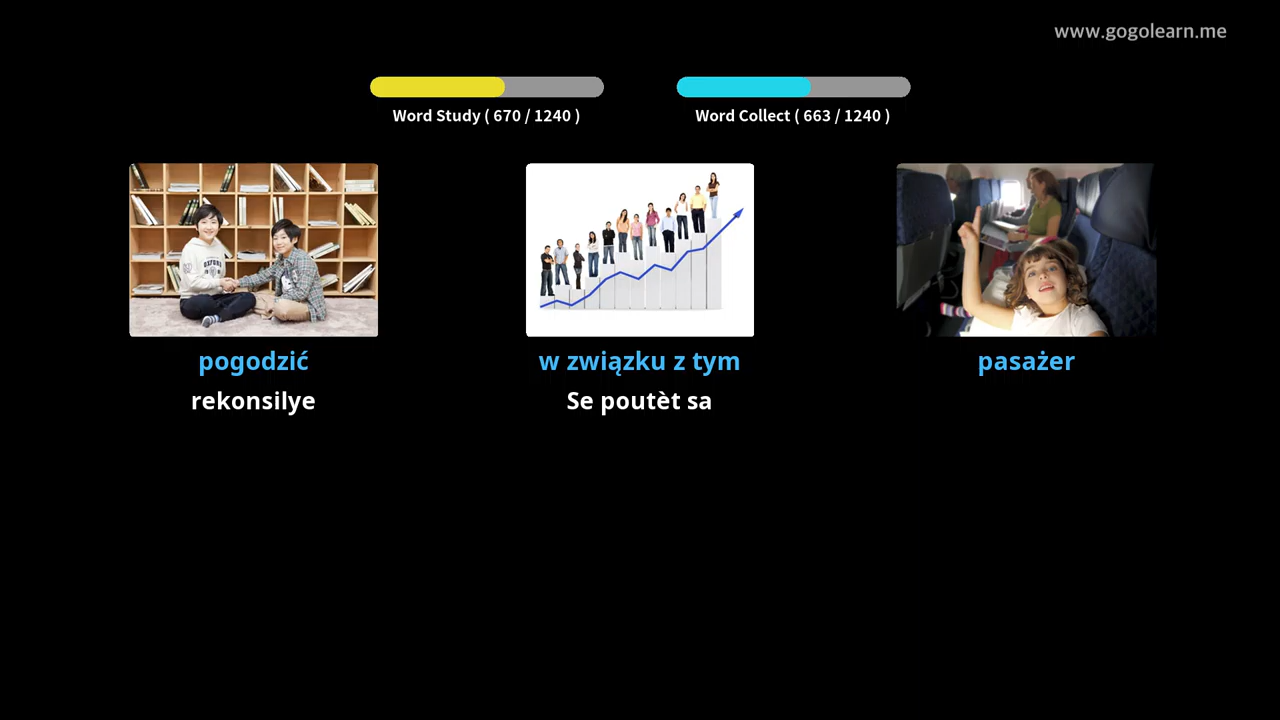 www.gogolearn.me
Word Study ( 670 / 1240 )
Word Collect ( 663 / 1240 )
pogodzić
rekonsilye
w związku z tym
Se poutèt sa
pasażer